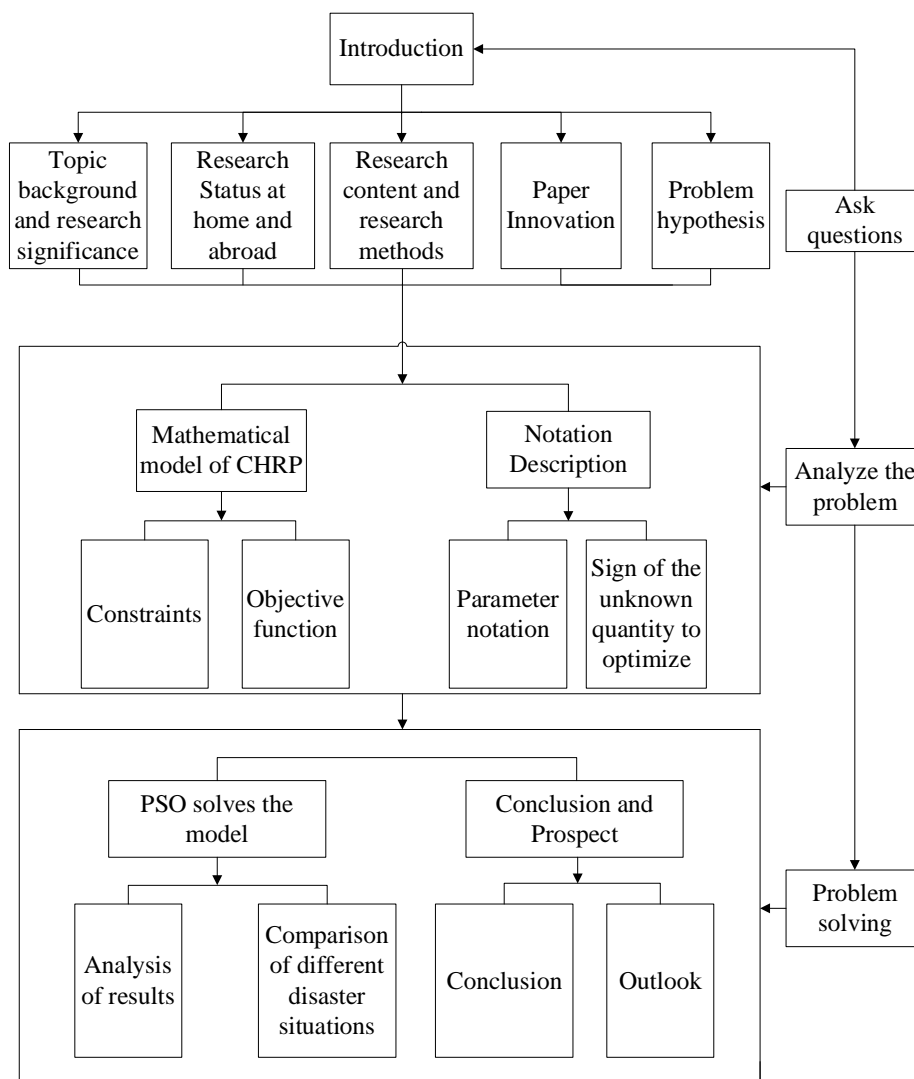 Introduction
Topic
background
and research
significance
Research
Status at
home and
abroad
Research
content and
research
methods
Paper
Innovation
Problem
hypothesis
Ask
questions
Mathematical
model of CHRP
Notation
Description
Analyze the
problem
Constraints
Objective
function
Parameter
notation
Sign of the
unknown
quantity to
optimize
PSO solves the
model
Conclusion and
Prospect
Problem
solving
Analysis
of results
Comparison
of different
disaster
situations
Conclusion
Outlook